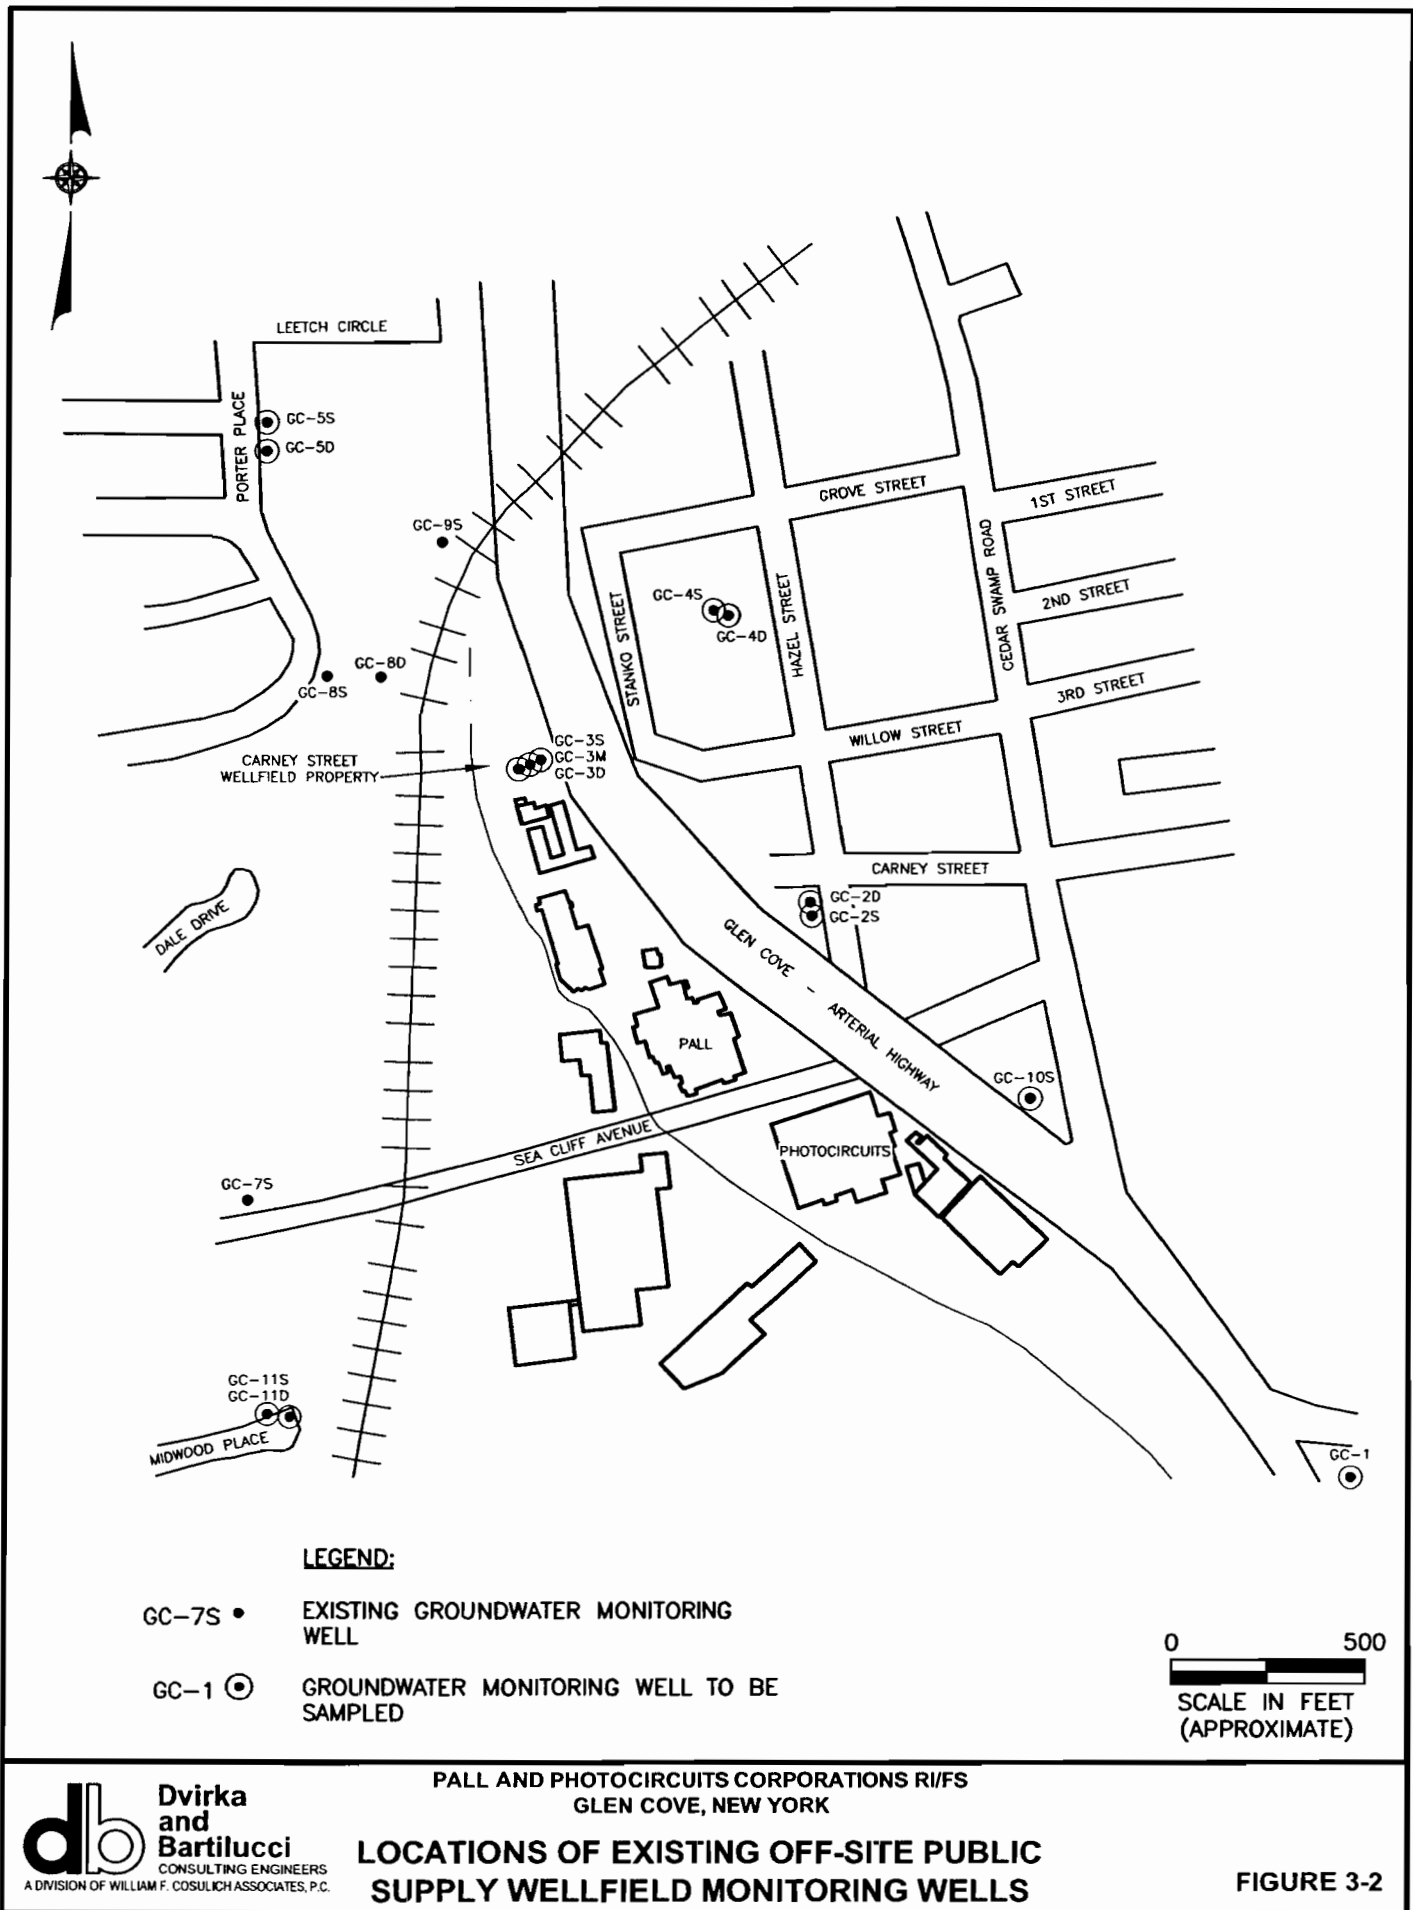 LEETCH CIRCLE
PORTER PLACE
GC-5S
GC-5D
GROVE STREET
1ST STREET
GC-9S
CEDAR SWAMP ROAD
2ND STREET
GC-4S
GC-4D
STANKO STREET
HAZEL STREET
GC-8D
GC-8S
3RD STREET
WILLOW STREET
GC-3S
GC-3M
GC-3D
CARNEY STREET
WELLFIELD PROPERTY
CARNEY STREET
GC-2D
GC-2S
DALE DRIVE
GLEN COVE - ARTERIAL HIGHWAY
PALL
GC-10S
SEA CLIFF AVENUE
PHOTOCIRCUITS
GC-7S
GC-11S
GC-11D
MIDWOOD PLACE
GC-1
LEGEND:
GC-7S
EXISTING GROUNDWATER MONITORING
WELL
GC-1
GROUNDWATER MONITORING WELL TO BE
SAMPLED
0 500
SCALE IN FEET
(APPROXIMATE)
db
Dvirka
and
Bartilucci
CONSULTING ENGINEERS
A DIVISION OF WILLIAM F. COSULICH ASSOCIATES, P.C.
PALL AND PHOTOCIRCUITS CORPORATIONS RI/FS
GLEN COVE, NEW YORK
LOCATIONS OF EXISTING OFF-SITE PUBLIC
SUPPLY WELLFIELD MONITORING WELLS
FIGURE 3-2